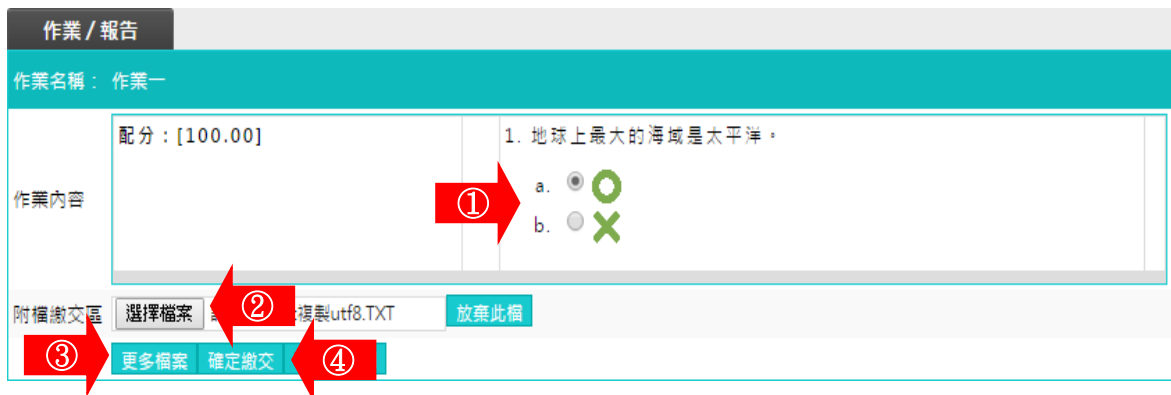 作業 / 報告
作業名稱： 作業一
作業內容
配分：[100.00]
1. 地球上最大的海域是太平洋。
a.
①
b.
附檔繳交區 選擇檔案 ② 複製utf8.TXT 放棄此檔
③ 更多檔案 確定繳交 ④